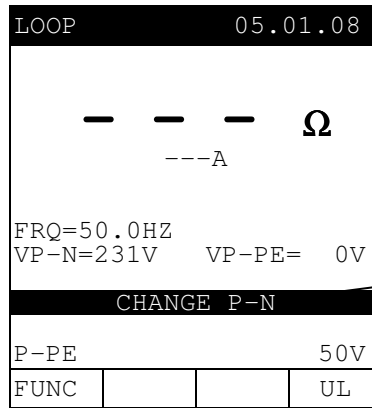 LOOP 05.01.08
- - - Ω
---A
FRQ=50.0HZ
VP-N=231V VP-PE= 0V
CHANGE P-N
P-PE 50V
FUNC UL